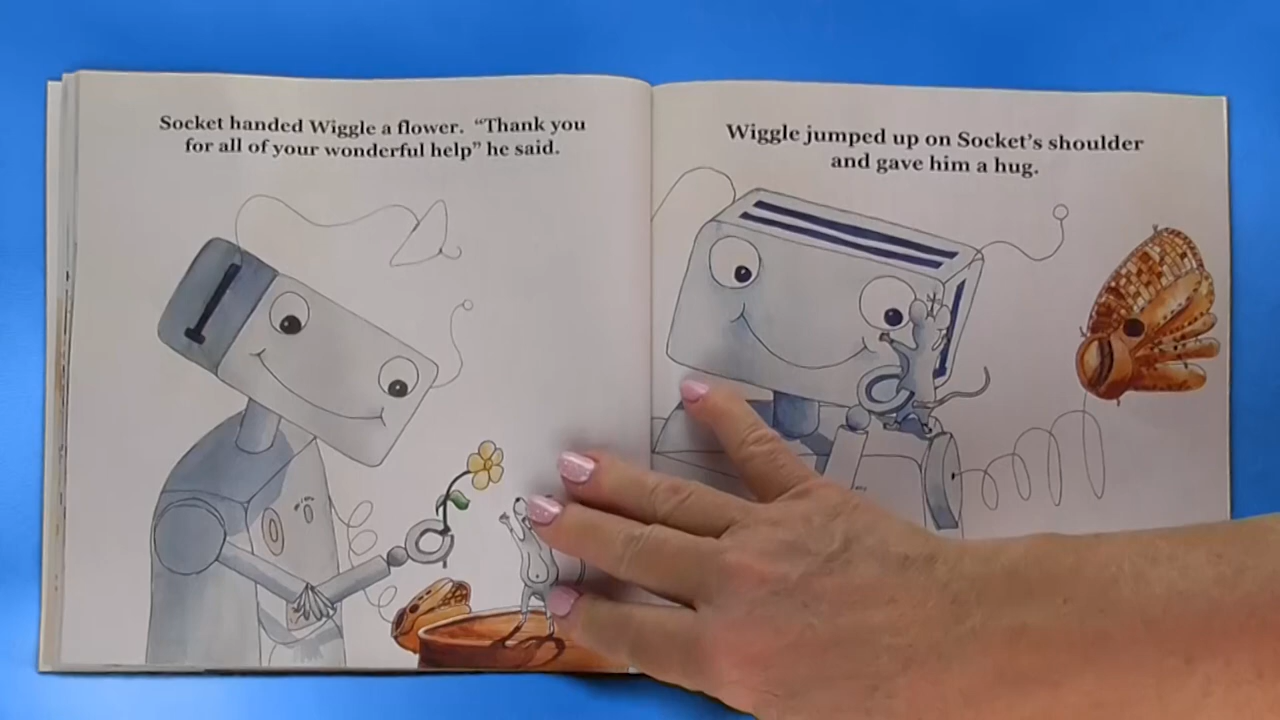 Socket handed Wiggle a flower. “Thank you
for all of your wonderful help” he said.
Wiggle jumped up on Socket’s shoulder
and gave him a hug.